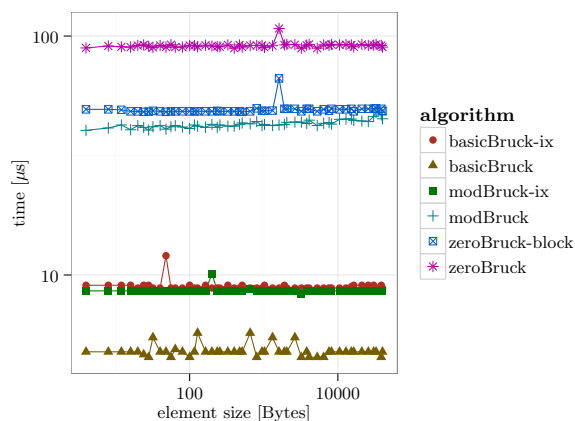 100
10
time [μs]
100
10000
element size [Bytes]
algorithm
basicBruck-ix
basicBruck
modBruck-ix
modBruck
zeroBruck-block
zeroBruck